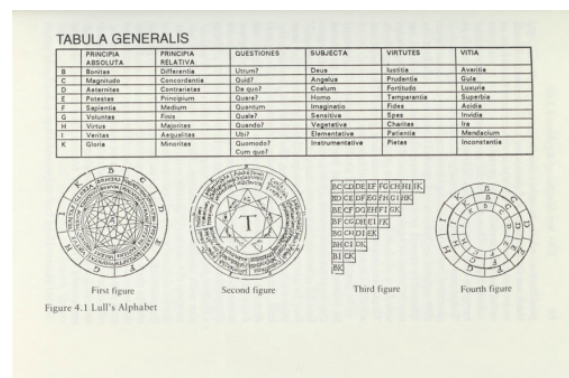 TABULA GENERALIS
PRINCIPIA ABSOLUTA PRINCIPIA RELATIVA QUESTIONES SUBJECTA VIRTUTES VITIA
B Bonitas Differentia Utrum? Deus Iustitia Avaritia
C Magnitudo Concordantia Quid? Angelus Prudentia Gula
D Aeternitas Contrarietas De quo? Coelum Fortitudo Luxuria
E Potestas Principium Quare? Homo Temperantia Superbia
F Sapientia Medium Quantum Imaginatio Fides Acidia
G Voluntas Finis Quale? Sensitiva Spes Invidia
H Virtus Majoritas Quando? Vegetativa Charitas Ira
I Veritas Aequalitas Ubi? Elementativa Patientia Mendacium
K Gloria Minoritas Quomodo? Instrumentativa Pietas Inconstantia
Cum quo?
B C D E F G H I K
T
BC CD DE EF FG GH HI IK
BD CE DF EG FH GI HK
BE CF DG EH FI GK
BF CG DH EI FK
BG CH DI EK
BH CI DK
BI CK
BK
B C D E F G H I K
First figure Second figure Third figure Fourth figure
Figure 4.1 Lull's Alphabet